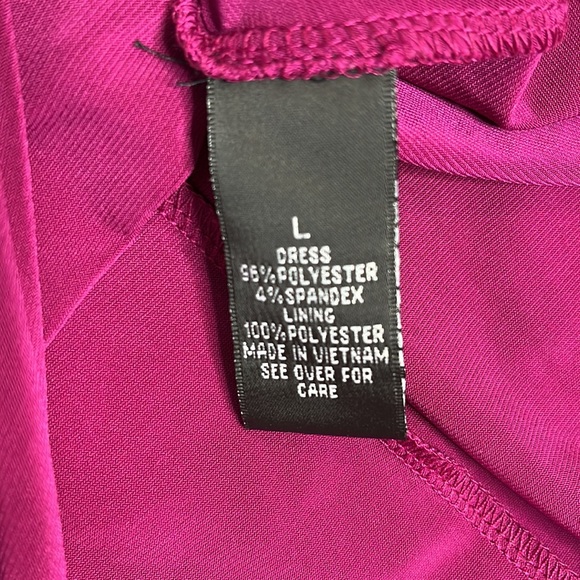 L
DRESS
96%POLYESTER
4%SPANDEX
LINING
100%POLYESTER
MADE IN VIETNAM
SEE OVER FOR
CARE